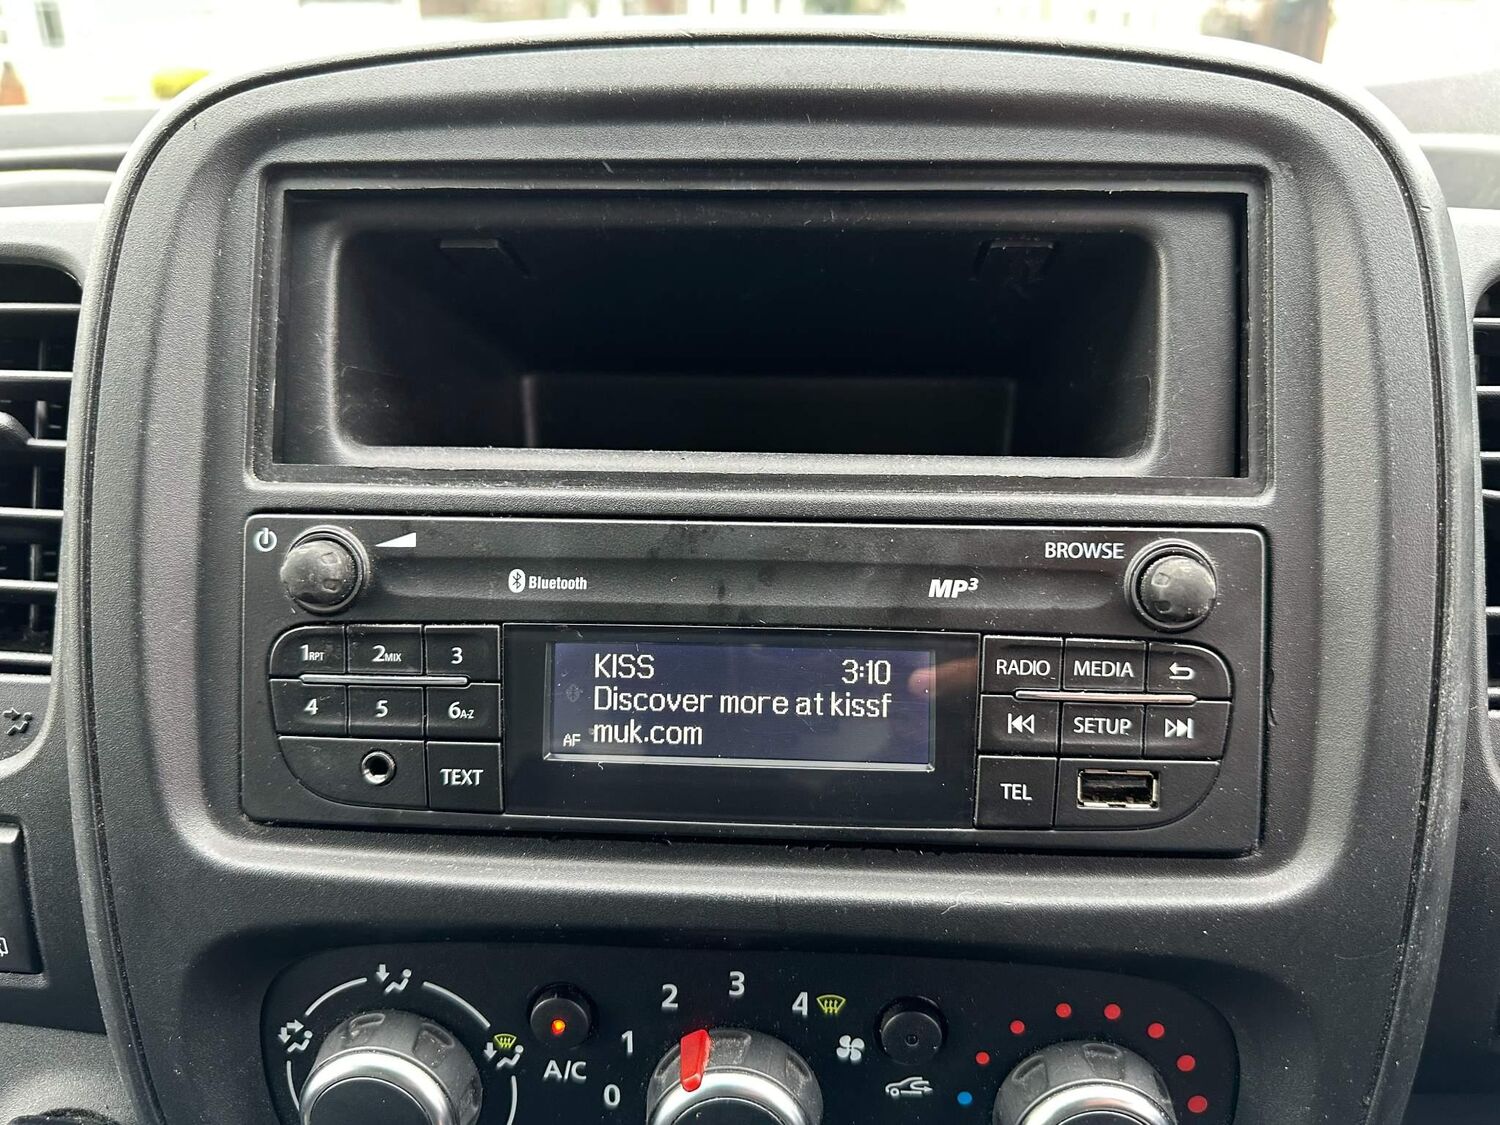 BROWSE
Bluetooth
MP3
1RPT 2MIX 3
4 5 6A-Z
TEXT
KISS 3:10
Discover more at kissf
AF muk.com
RADIO MEDIA
SETUP
TEL
A/C 0 1 2 3 4